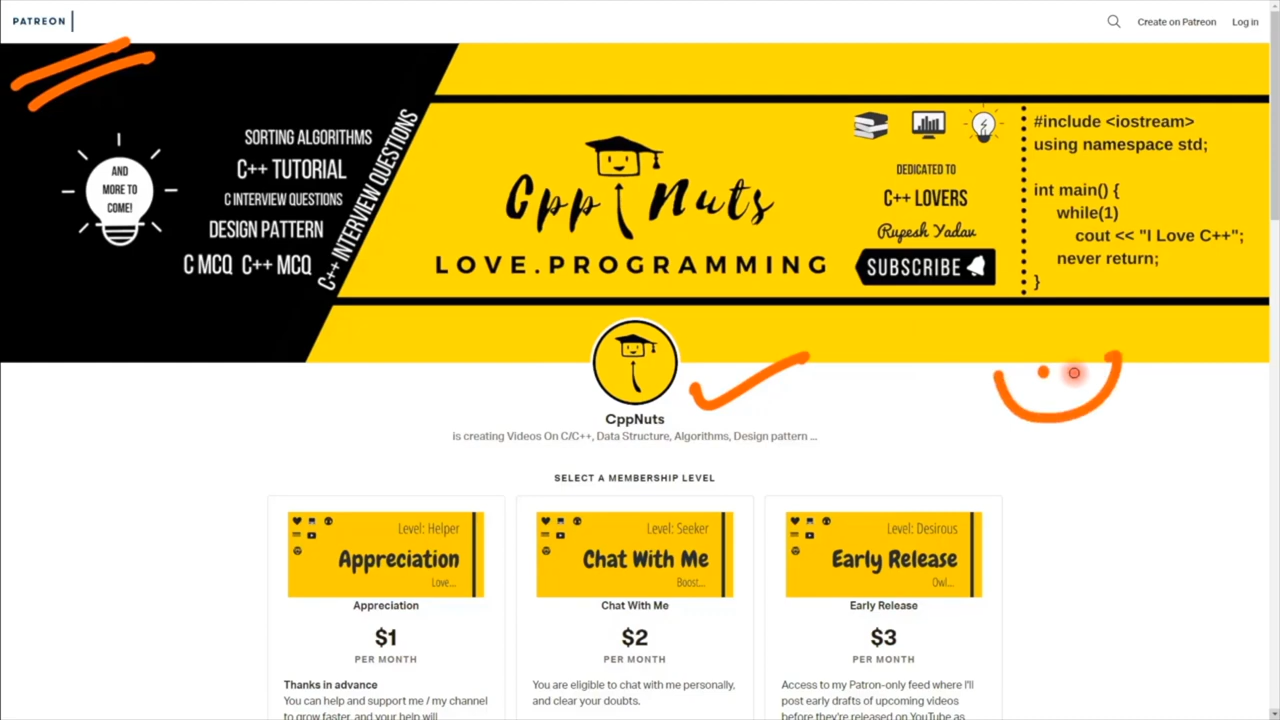 PATREON
Create on Patreon
Log in
AND
MORE TO
COME!
SORTING ALGORITHMS
C++ TUTORIAL
C INTERVIEW QUESTIONS
DESIGN PATTERN
C MCQ C++ MCQ
C++ INTERVIEW QUESTIONS
Cpp Nuts
LOVE.PROGRAMMING
DEDICATED TO
C++ LOVERS
Rupesh Yadav
SUBSCRIBE
#include <iostream>
using namespace std;
int main() {
while(1)
cout << "I Love C++";
never return;
}
CppNuts
is creating Videos On C/C++, Data Structure, Algorithms, Design pattern ...
SELECT A MEMBERSHIP LEVEL
Level: Helper
Appreciation
Love...
Appreciation
$1
PER MONTH
Thanks in advance
You can help and support me / my channel
to grow faster, and your help will
Level: Seeker
Chat With Me
Boost...
Chat With Me
$2
PER MONTH
You are eligible to chat with me personally,
and clear your doubts.
Level: Desirous
Early Release
Owl...
Early Release
$3
PER MONTH
Access to my Patron-only feed where I'll
post early drafts of upcoming videos
before they're released on YouTube as